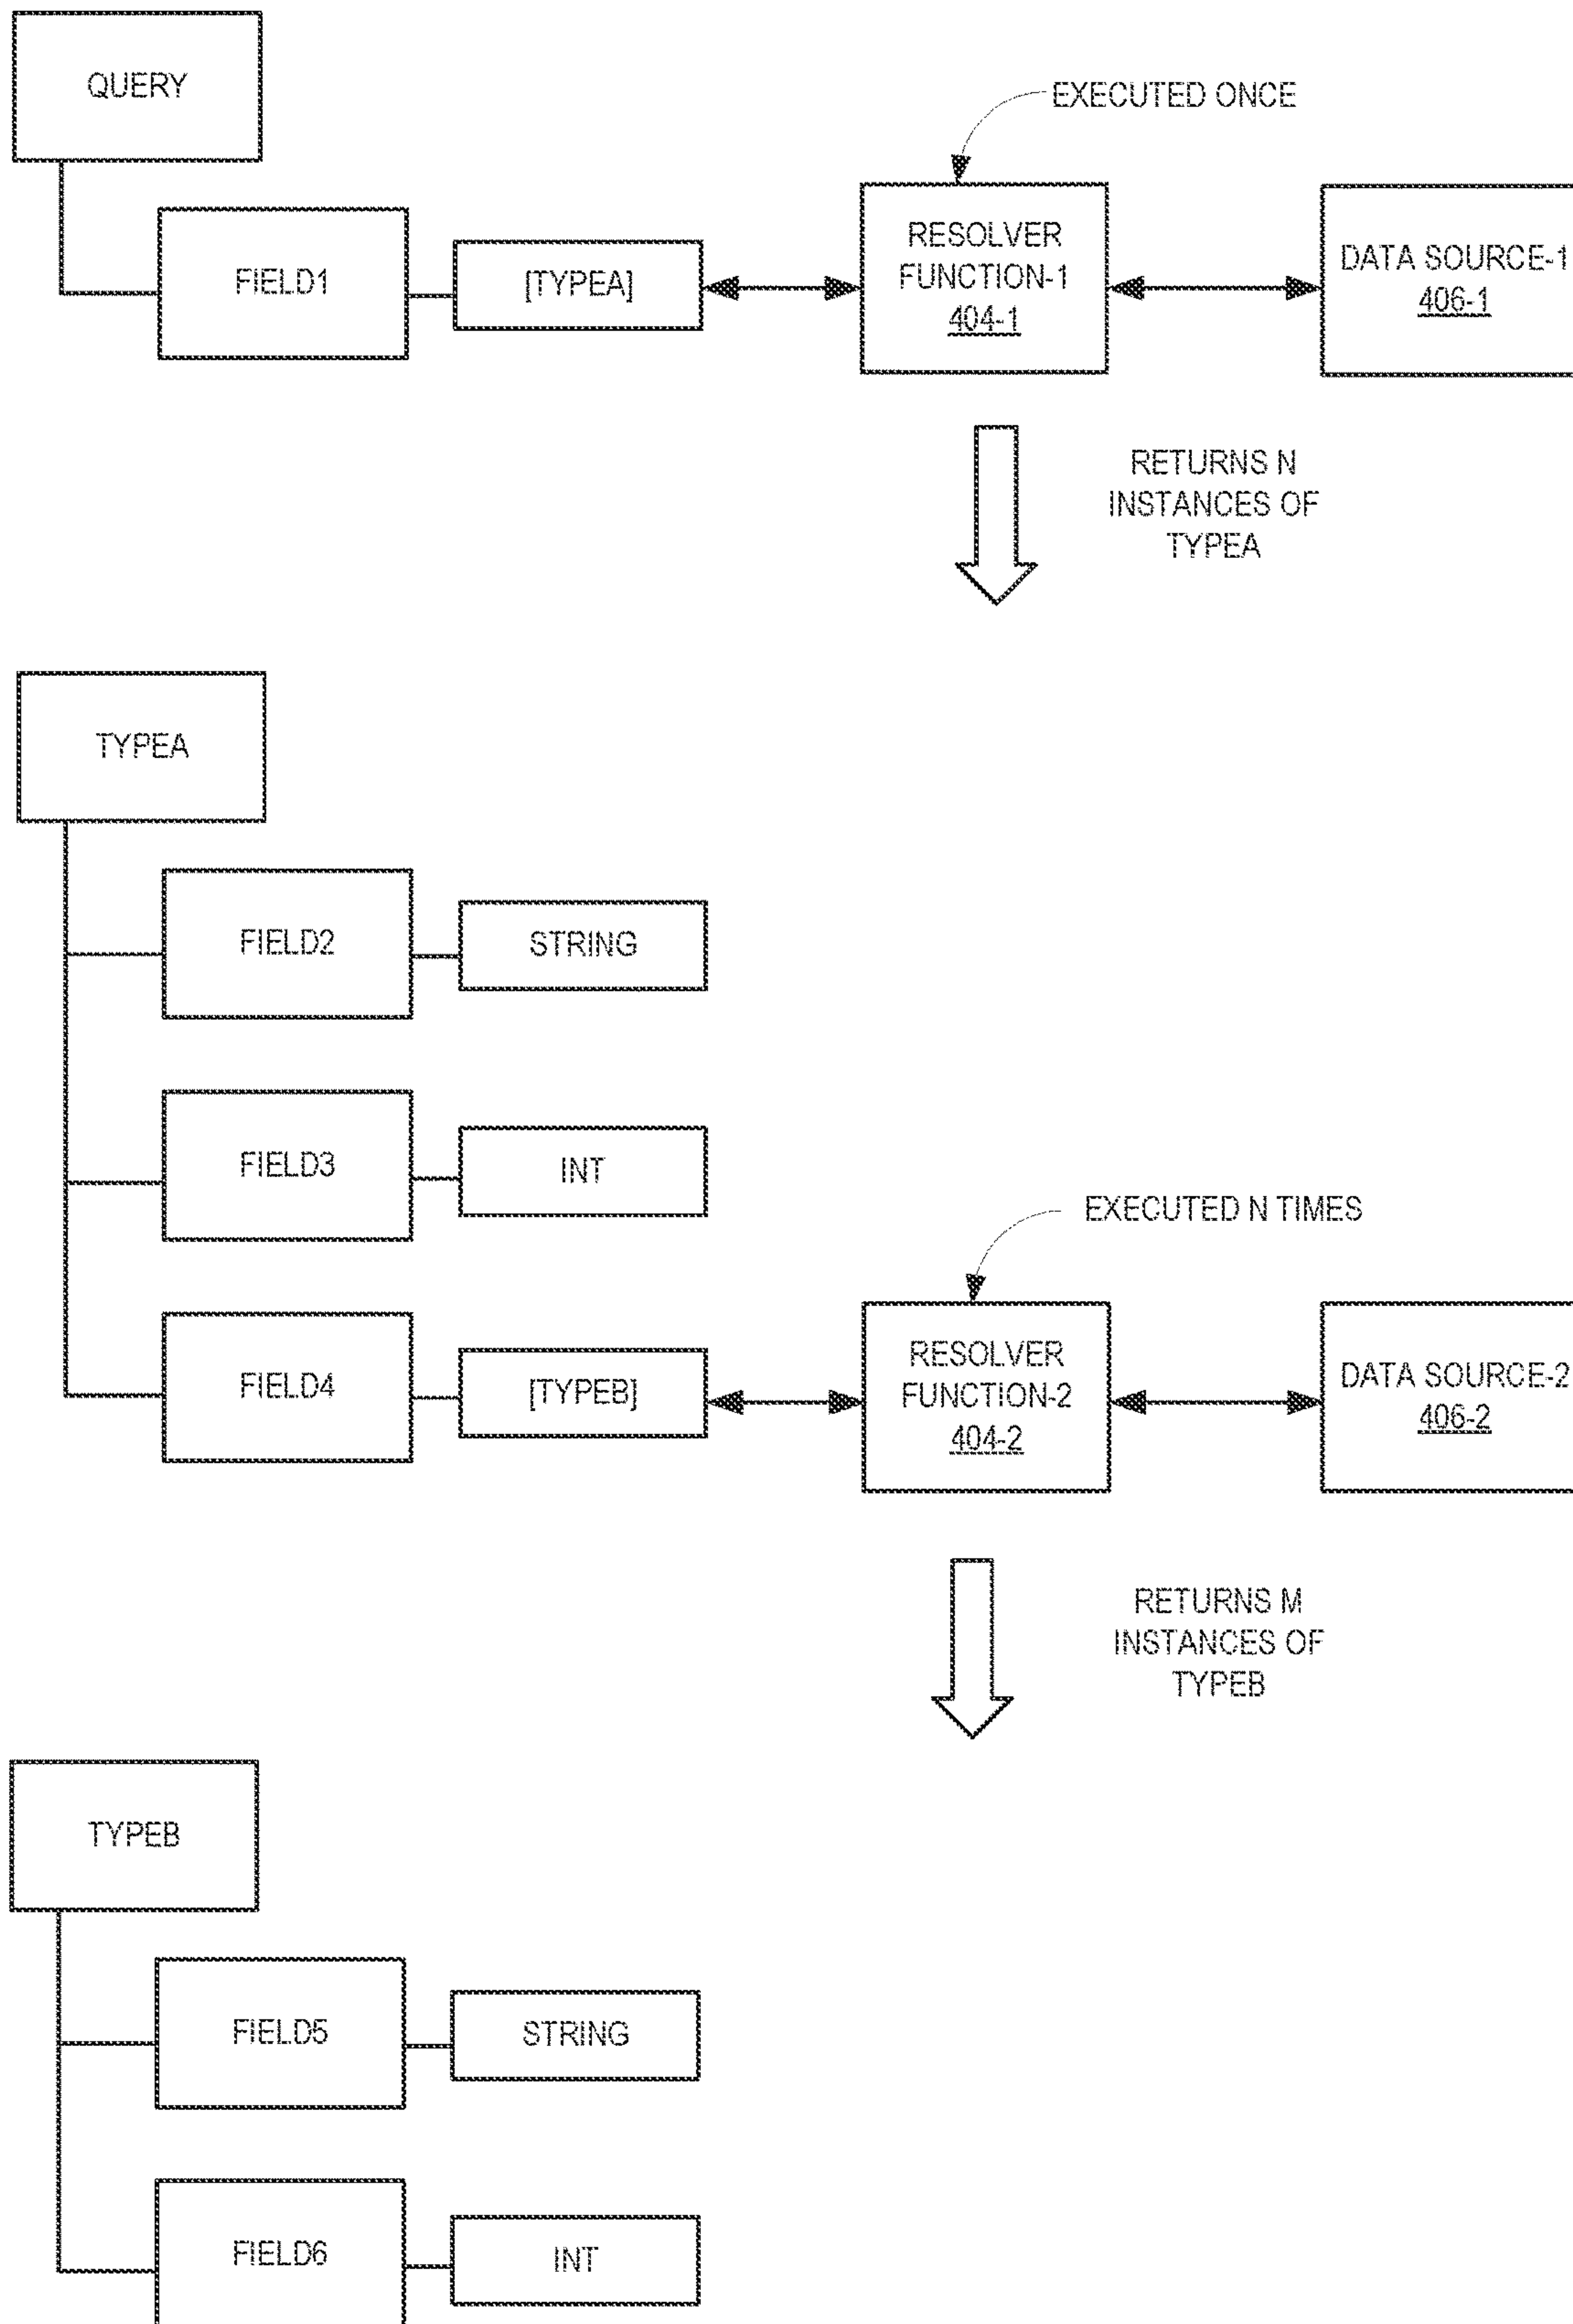 QUERY
EXECUTED ONCE
FIELD1
[TYPEA]
RESOLVER
FUNCTION-1
404-1
DATA SOURCE-1
406-1
RETURNS N
INSTANCES OF
TYPEA
TYPEA
FIELD2
STRING
FIELD3
INT
EXECUTED N TIMES
FIELD4
[TYPEB]
RESOLVER
FUNCTION-2
404-2
DATA SOURCE-2
406-2
RETURNS M
INSTANCES OF
TYPEB
TYPEB
FIELD5
STRING
FIELD6
INT